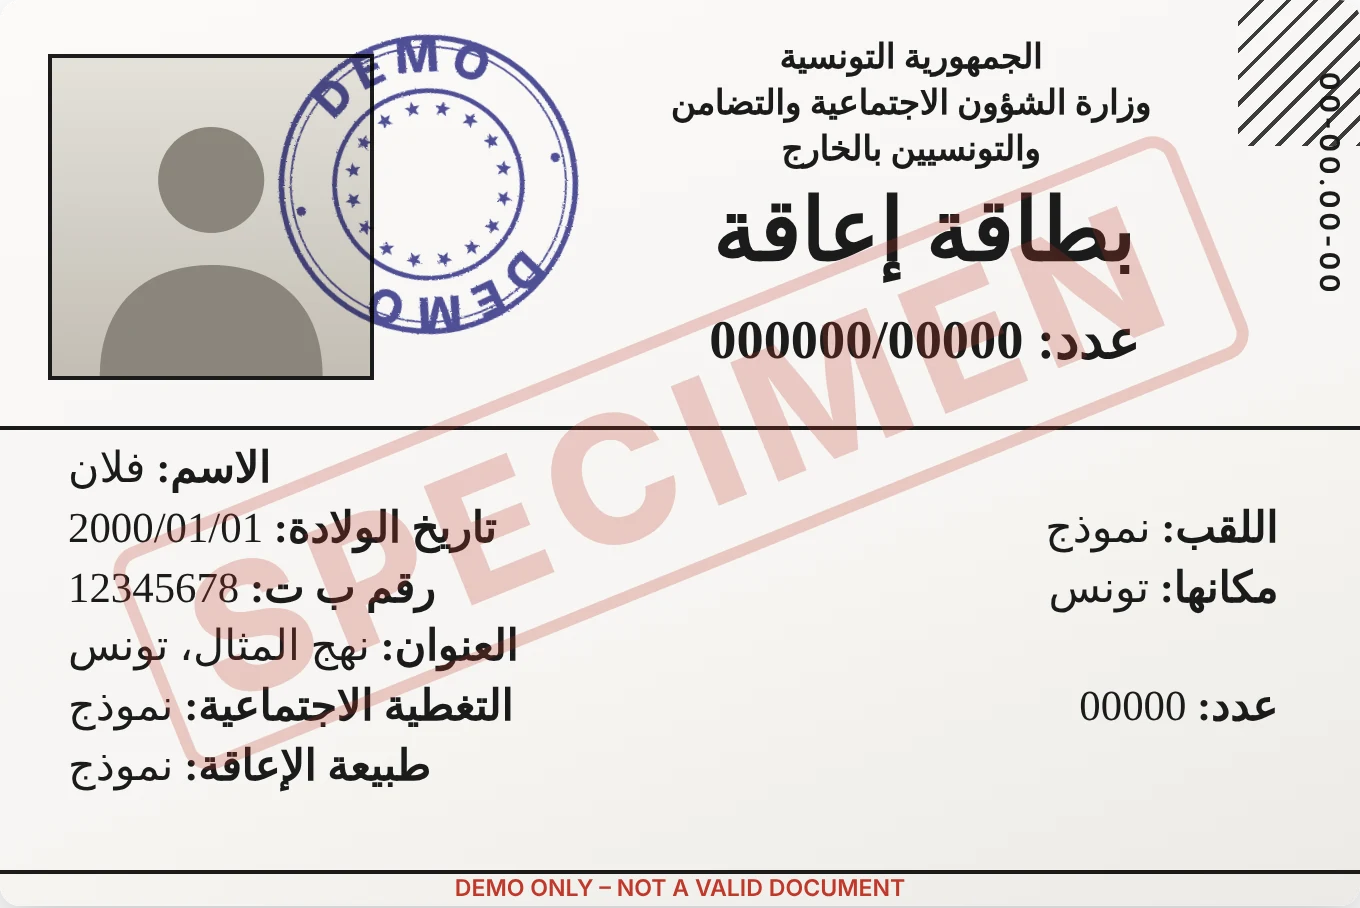 الجمهورية التونسية
وزارة الشؤون الاجتماعية والتضامن
والتونسيين بالخارج
بطاقة إعاقة
عدد: 000000/00000
00-00.00-00
DEMO
DEMO
SPECIMEN
الاسم: فلان
اللقب: نموذج
تاريخ الولادة: 2000/01/01
مكانها: تونس
رقم ب ت: 12345678
العنوان: نهج المثال، تونس
التغطية الاجتماعية: نموذج
عدد: 00000
طبيعة الإعاقة: نموذج
DEMO ONLY – NOT A VALID DOCUMENT